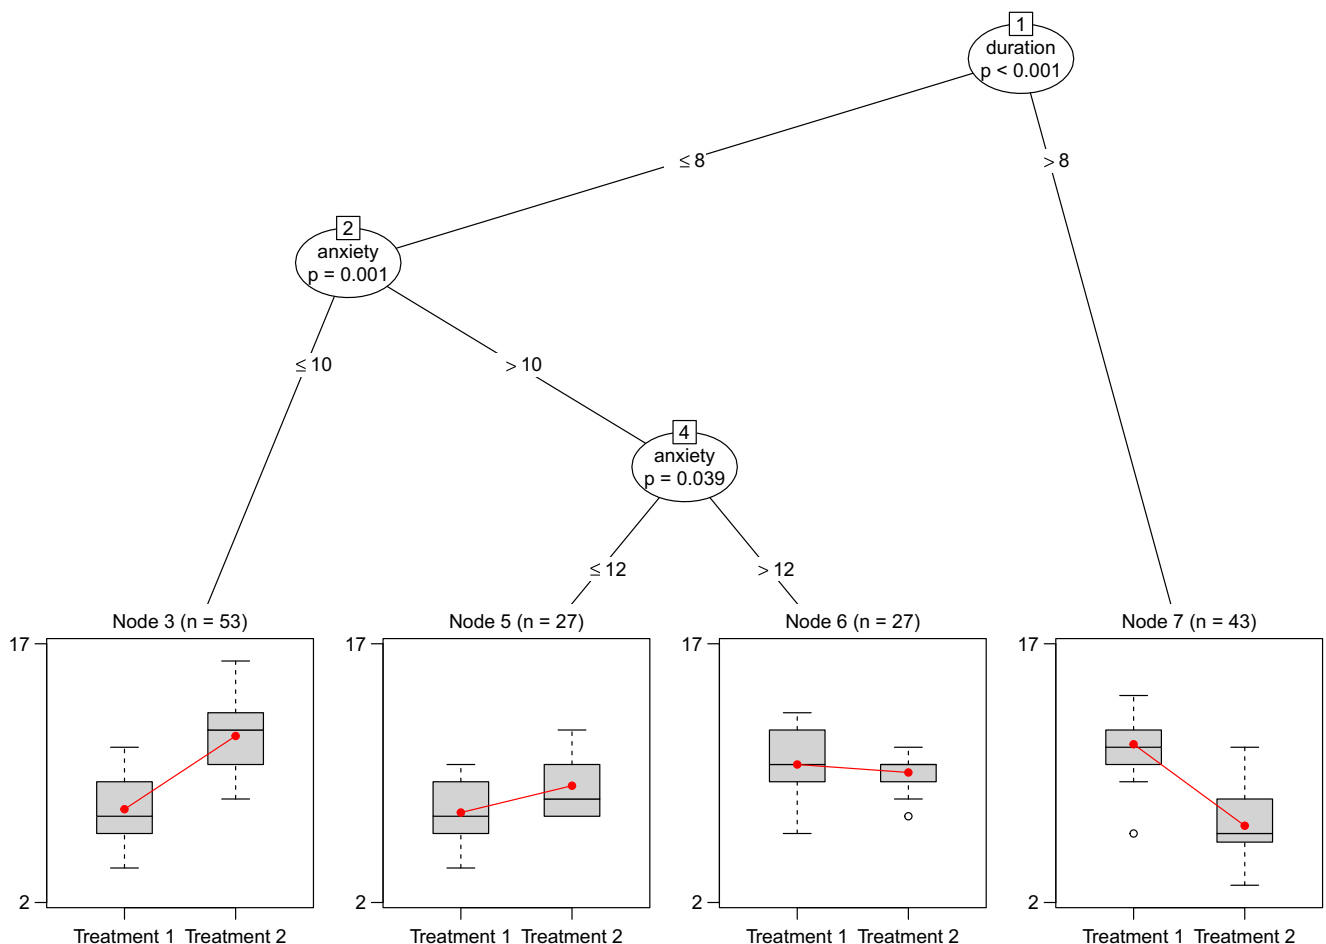 1
duration
p < 0.001
≤ 8
> 8
2
anxiety
p = 0.001
≤ 10
> 10
4
anxiety
p = 0.039
≤ 12
> 12
Node 3 (n = 53)
17
2
Treatment 1 Treatment 2
Node 5 (n = 27)
17
2
Treatment 1 Treatment 2
Node 6 (n = 27)
17
2
Treatment 1 Treatment 2
Node 7 (n = 43)
17
2
Treatment 1 Treatment 2